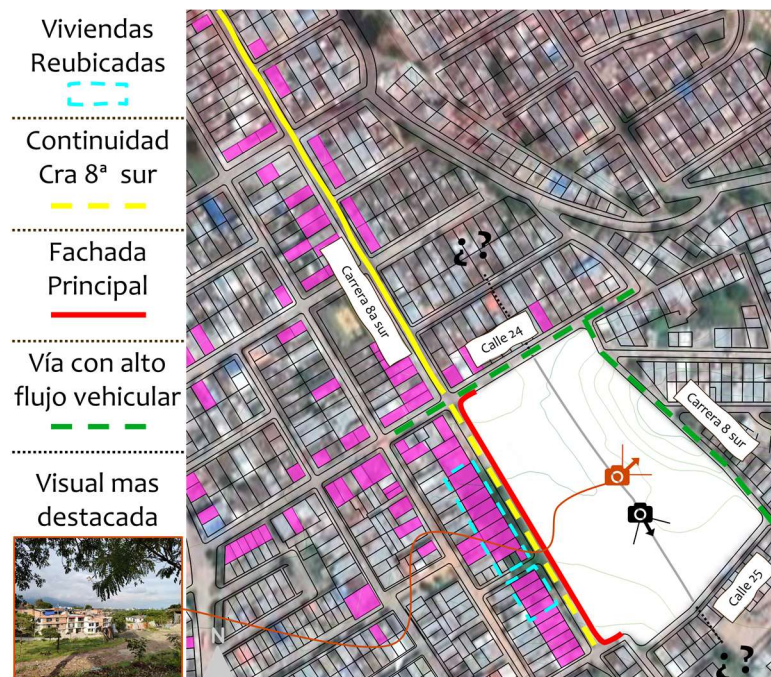 Viviendas
Reubicadas
Continuidad
Cra 8ª sur
Fachada
Principal
Vía con alto
flujo vehicular
Visual mas
destacada
¿?
Carrera 8a sur
Calle 24
Carrera 8 sur
Calle 25
¿?
N